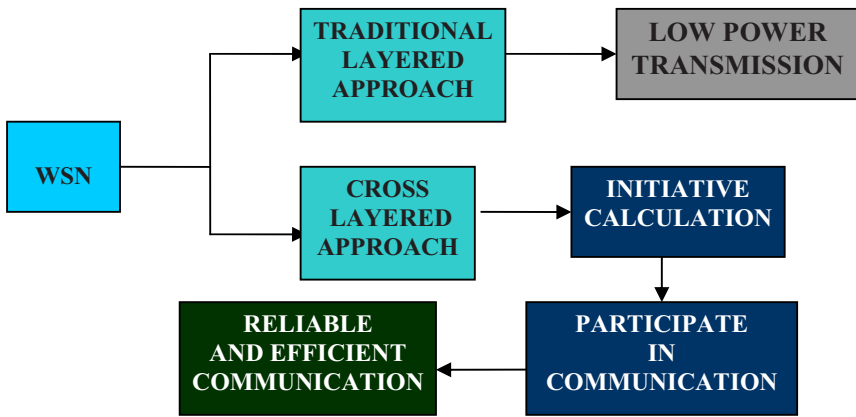 TRADITIONAL
LAYERED
APPROACH
LOW POWER
TRANSMISSION
WSN
CROSS
LAYERED
APPROACH
INITIATIVE
CALCULATION
PARTICIPATE
IN
COMMUNICATION
RELIABLE
AND EFFICIENT
COMMUNICATION